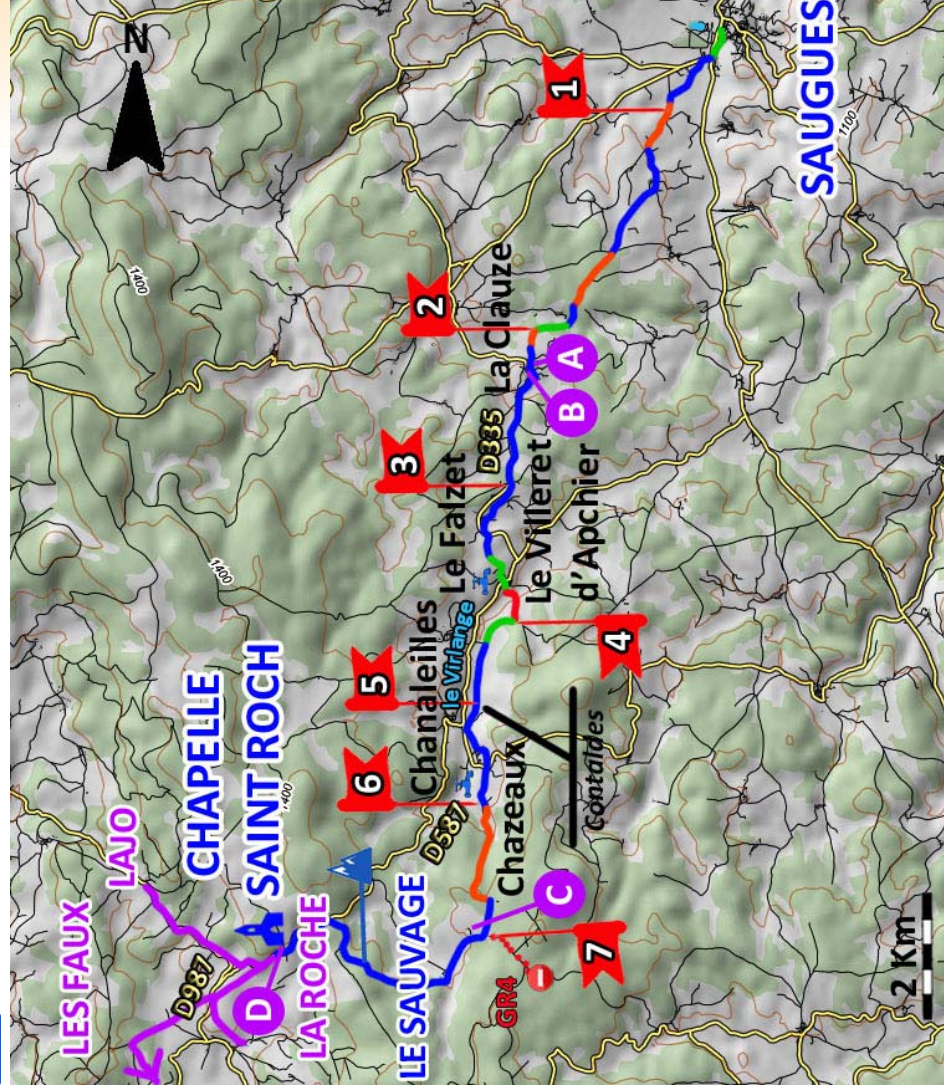 N
1
SAUGUES
1100
1400
2
La Clauze
A
B
3
D335
Le Falzet
Le Villeret
d'Apchier
1400
4
5
Chanaleilles
le Virlange
CHAPELLE
SAINT ROCH
1400
6
Chazeaux
Contaldes
D587
LAJO
LES FAUX
D987
D
LA ROCHE
LE SAUVAGE
C
7
GR4
2 Km